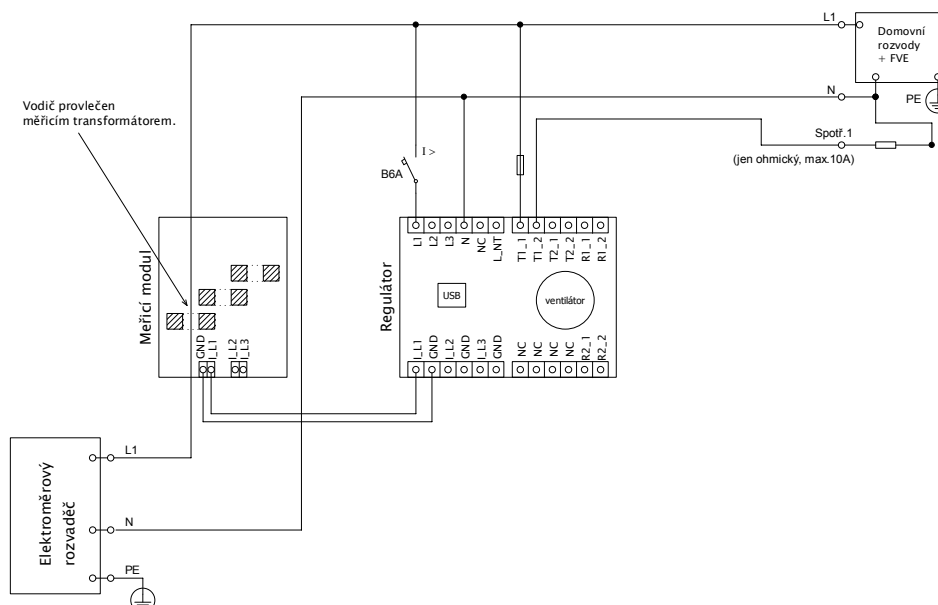 L1
Domovní
rozvody
+ FVE
Vodič provlečen
měřicím transformátorem.
N
PE
Spotř.1
(jen ohmický, max.10A)
I >
B6A
Měřicí modul
GND
I_L1
I_L2
I_L3
Regulátor
L1
L2
L3
N
NC
L_NT
T1_1
T1_2
T2_1
T2_2
R1_1
R1_2
USB
ventilátor
I_L1
GND
I_L2
GND
I_L3
GND
NC
NC
NC
NC
R2_1
R2_2
Elektroměrový
rozvaděč
L1
N
PE